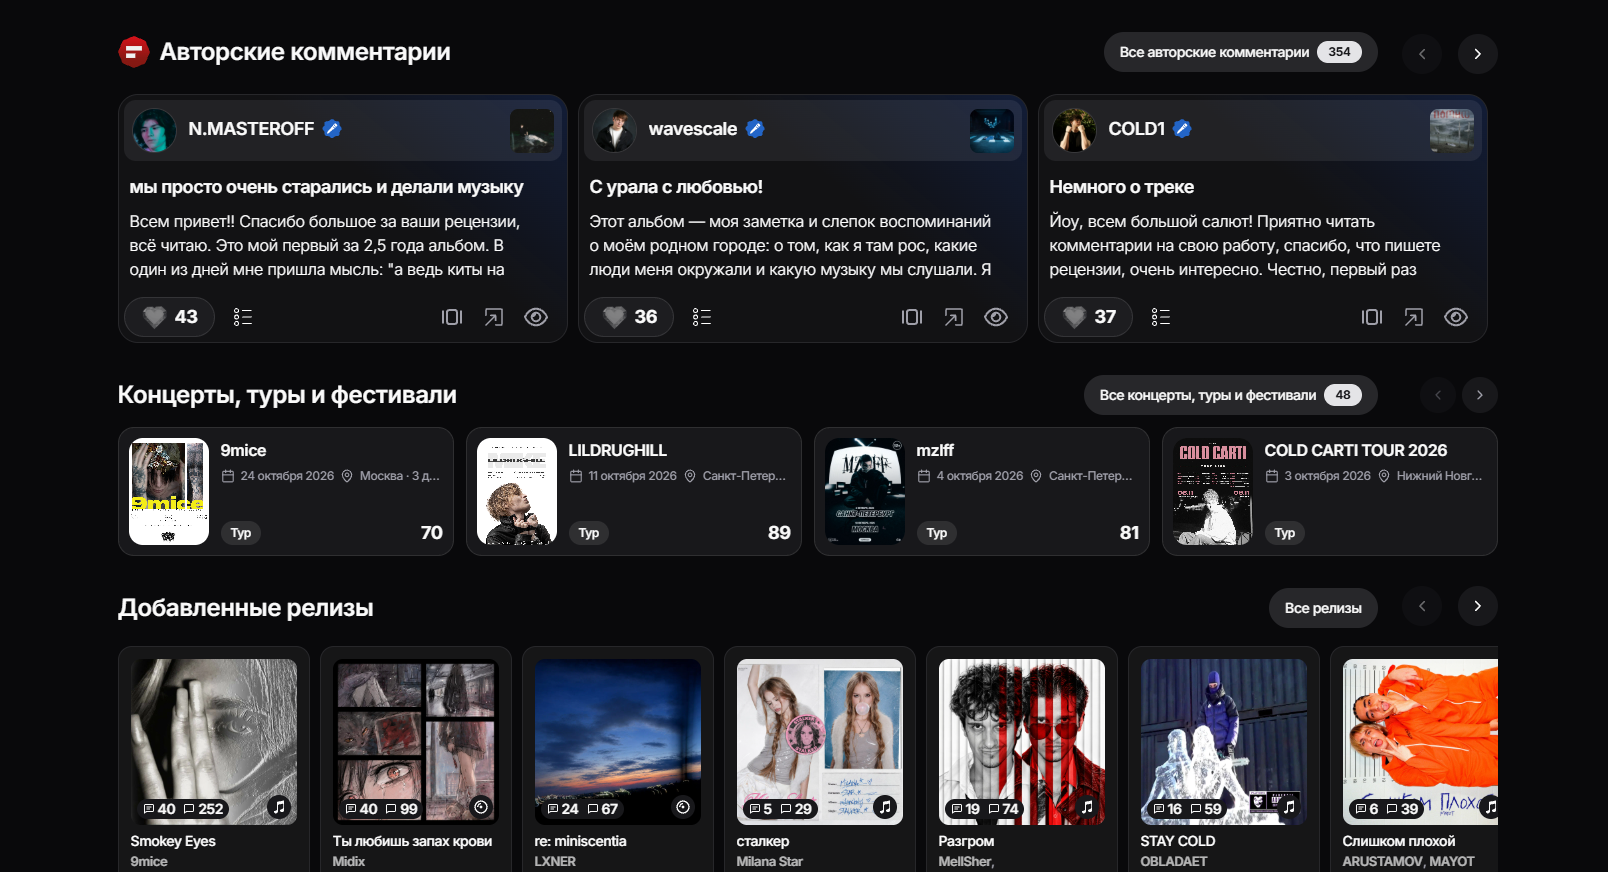 Авторские комментарии
Все авторские комментарии 354
N.MASTEROFF
мы просто очень старались и делали музыку
Всем привет!! Спасибо большое за ваши рецензии,
всё читаю. Это мой первый за 2,5 года альбом. В
один из дней мне пришла мысль: "а ведь киты на
43
wavescale
С урала с любовью!
Этот альбом — моя заметка и слепок воспоминаний
о моём родном городе: о том, как я там рос, какие
люди меня окружали и какую музыку мы слушали. Я
36
COLD1
Немного о треке
Йоу, всем большой салют! Приятно читать
комментарии на свою работу, спасибо, что пишете
рецензии, очень интересно. Честно, первый раз
37
Концерты, туры и фестивали
Все концерты, туры и фестивали 48
9mice
9mice
24 октября 2026 Москва · 3 д...
Тур
70
LILDRUGHILL
11 октября 2026 Санкт-Петер...
Тур
89
mzlff
4 октября 2026 Санкт-Петер...
САНКТ-ПЕТЕРБУРГ
МОСКВА
Тур
81
COLD CARTI
COLD CARTI TOUR 2026
3 октября 2026 Нижний Новг...
Тур
Добавленные релизы
Все релизы
40 252
Smokey Eyes
9mice
40 99
Ты любишь запах крови
Midix
24 67
re: miniscentia
LXNER
5 29
сталкер
Milana Star
19 74
Разгром
MellSher,
16 59
STAY COLD
OBLADAET
6 39
Слишком плохой
ARUSTAMOV, MAYOT